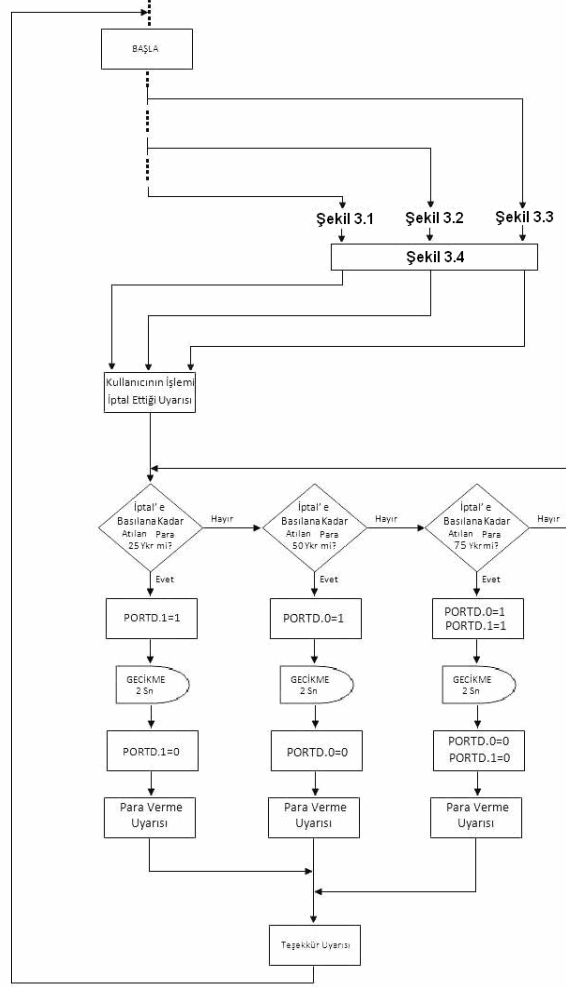 BAŞLA
Şekil 3.1
Şekil 3.2
Şekil 3.3
Şekil 3.4
Kullanıcının İşlemi
İptal Ettiği Uyarısı
İptal' e
Basılana Kadar
Atılan Para
25 Ykr mi?
Hayır
İptal' e
Basılana Kadar
Atılan Para
50 Ykr mi?
Hayır
İptal' e
Basılana Kadar
Atılan Para
75 Ykr mi?
Hayır
Evet
Evet
Evet
PORTD.1=1
PORTD.0=1
PORTD.0=1
PORTD.1=1
GECİKME
2 Sn
GECİKME
2 Sn
GECİKME
2 Sn
PORTD.1=0
PORTD.0=0
PORTD.0=0
PORTD.1=0
Para Verme
Uyarısı
Para Verme
Uyarısı
Para Verme
Uyarısı
Teşekkür Uyarısı